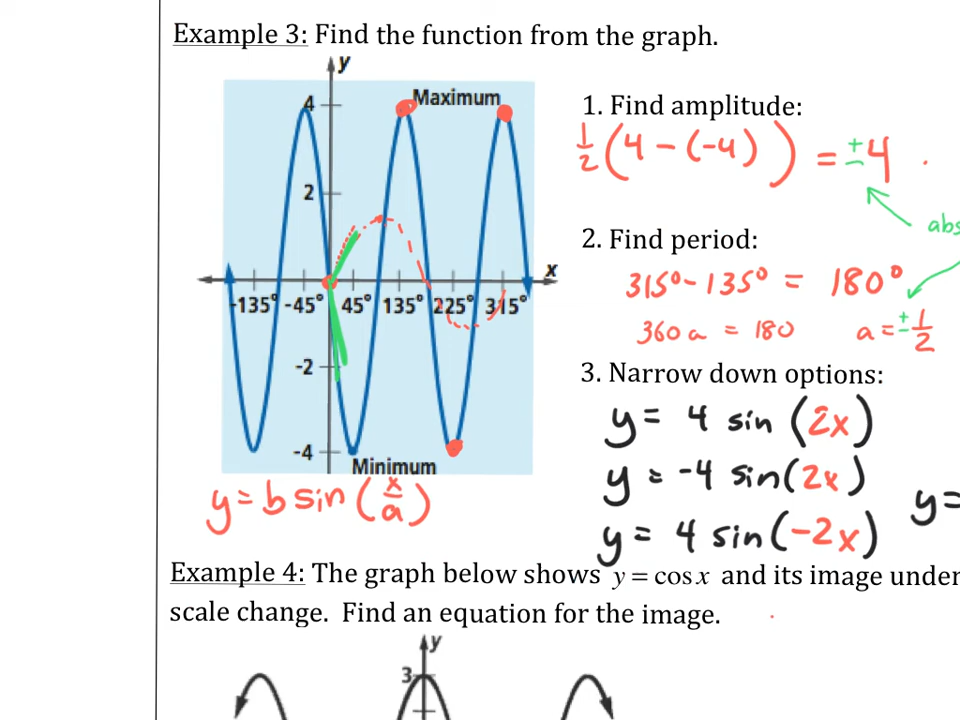 Example 3: Find the function from the graph.
y
4
Maximum
2
x
-135° -45° 45° 135° 225° 315°
-2
-4
Minimum
y = b sin (x/a)
1. Find amplitude:
1/2 (4 - (-4)) = ±4
abs
2. Find period:
315° - 135° = 180°
360a = 180 a = ± 1/2
3. Narrow down options:
y = 4 sin (2x)
y = -4 sin(2x)
y =
y = 4 sin(-2x)
Example 4: The graph below shows y = cos x and its image under
scale change. Find an equation for the image.
y
3